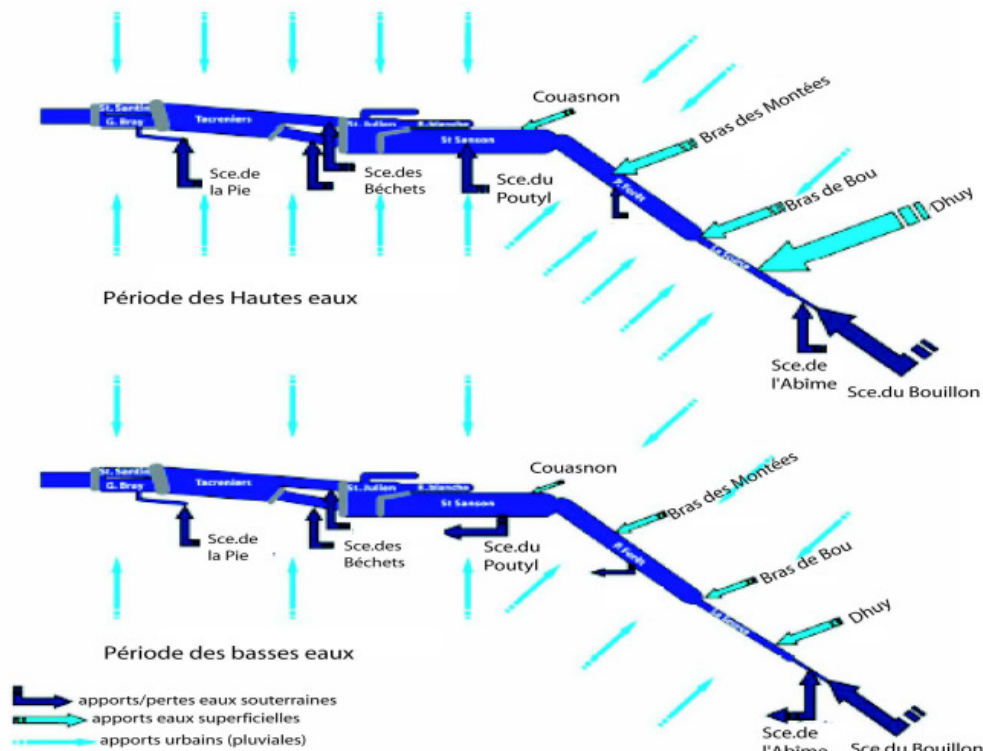 Couasnon
Bras des Montées
St. Santin
G. Bray
Tacreniers
St. Julien
St Sanson
Bras de Bou
Dhuy
Sce.de
la Pie
Sce.des
Béchets
Sce.du
Poutyl
P. Forêt
La Source
Période des Hautes eaux
Sce.de
l'Abîme
Sce.du Bouillon
Couasnon
Bras des Montées
St. Santin
G. Bray
Tacreniers
St. Julien
St Sanson
Sce.de
la Pie
Sce.des
Béchets
Sce.du
Poutyl
P. Forêt
Bras de Bou
La Source
Dhuy
Période des basses eaux
apports/pertes eaux souterraines
apports eaux superficielles
apports urbains (pluviales)
Sce.de
l'Abîme
Sce.du Bouillon